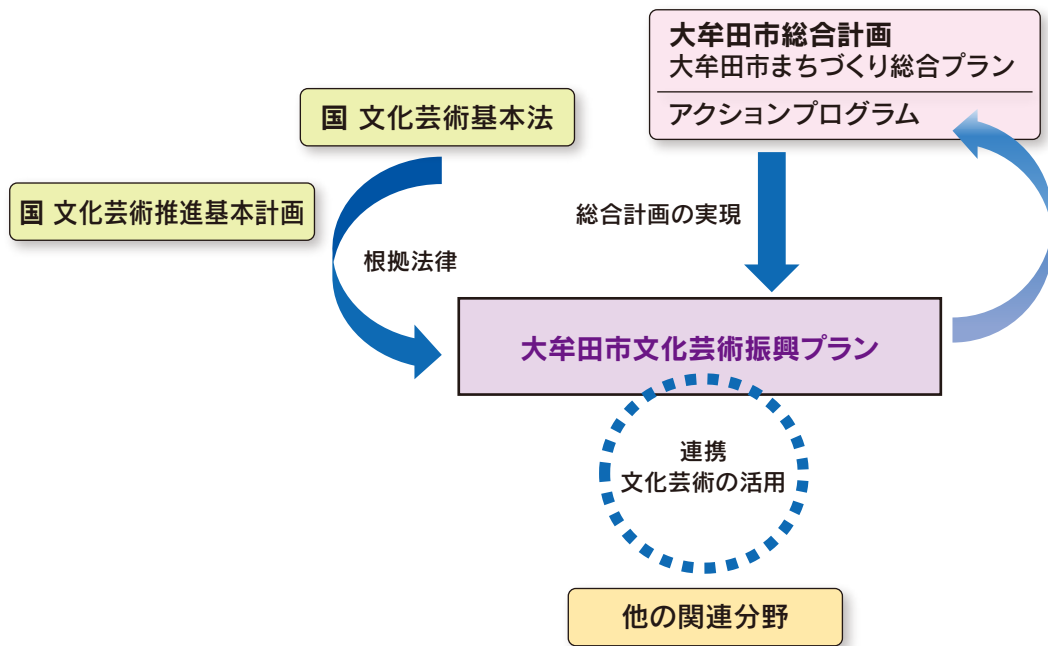 大牟田市総合計画
大牟田市まちづくり総合プラン
アクションプログラム
国 文化芸術基本法
国 文化芸術推進基本計画
総合計画の実現
根拠法律
大牟田市文化芸術振興プラン
連携
文化芸術の活用
他の関連分野